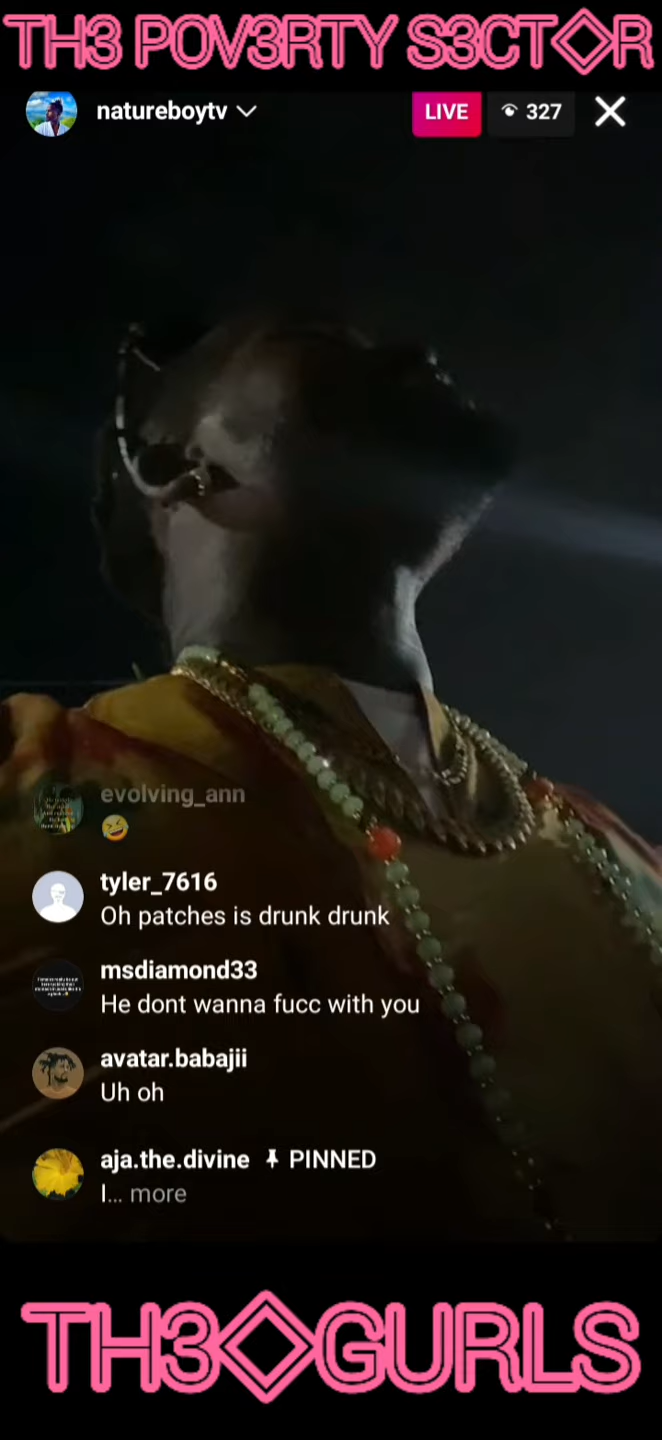 TH3 POV3RTY S3CT◇R
natureboytv
LIVE
327
evolving_ann
🤣
tyler_7616
Oh patches is drunk drunk
msdiamond33
He dont wanna fucc with you
avatar.babajii
Uh oh
aja.the.divine PINNED
I... more
TH3◇GURLS